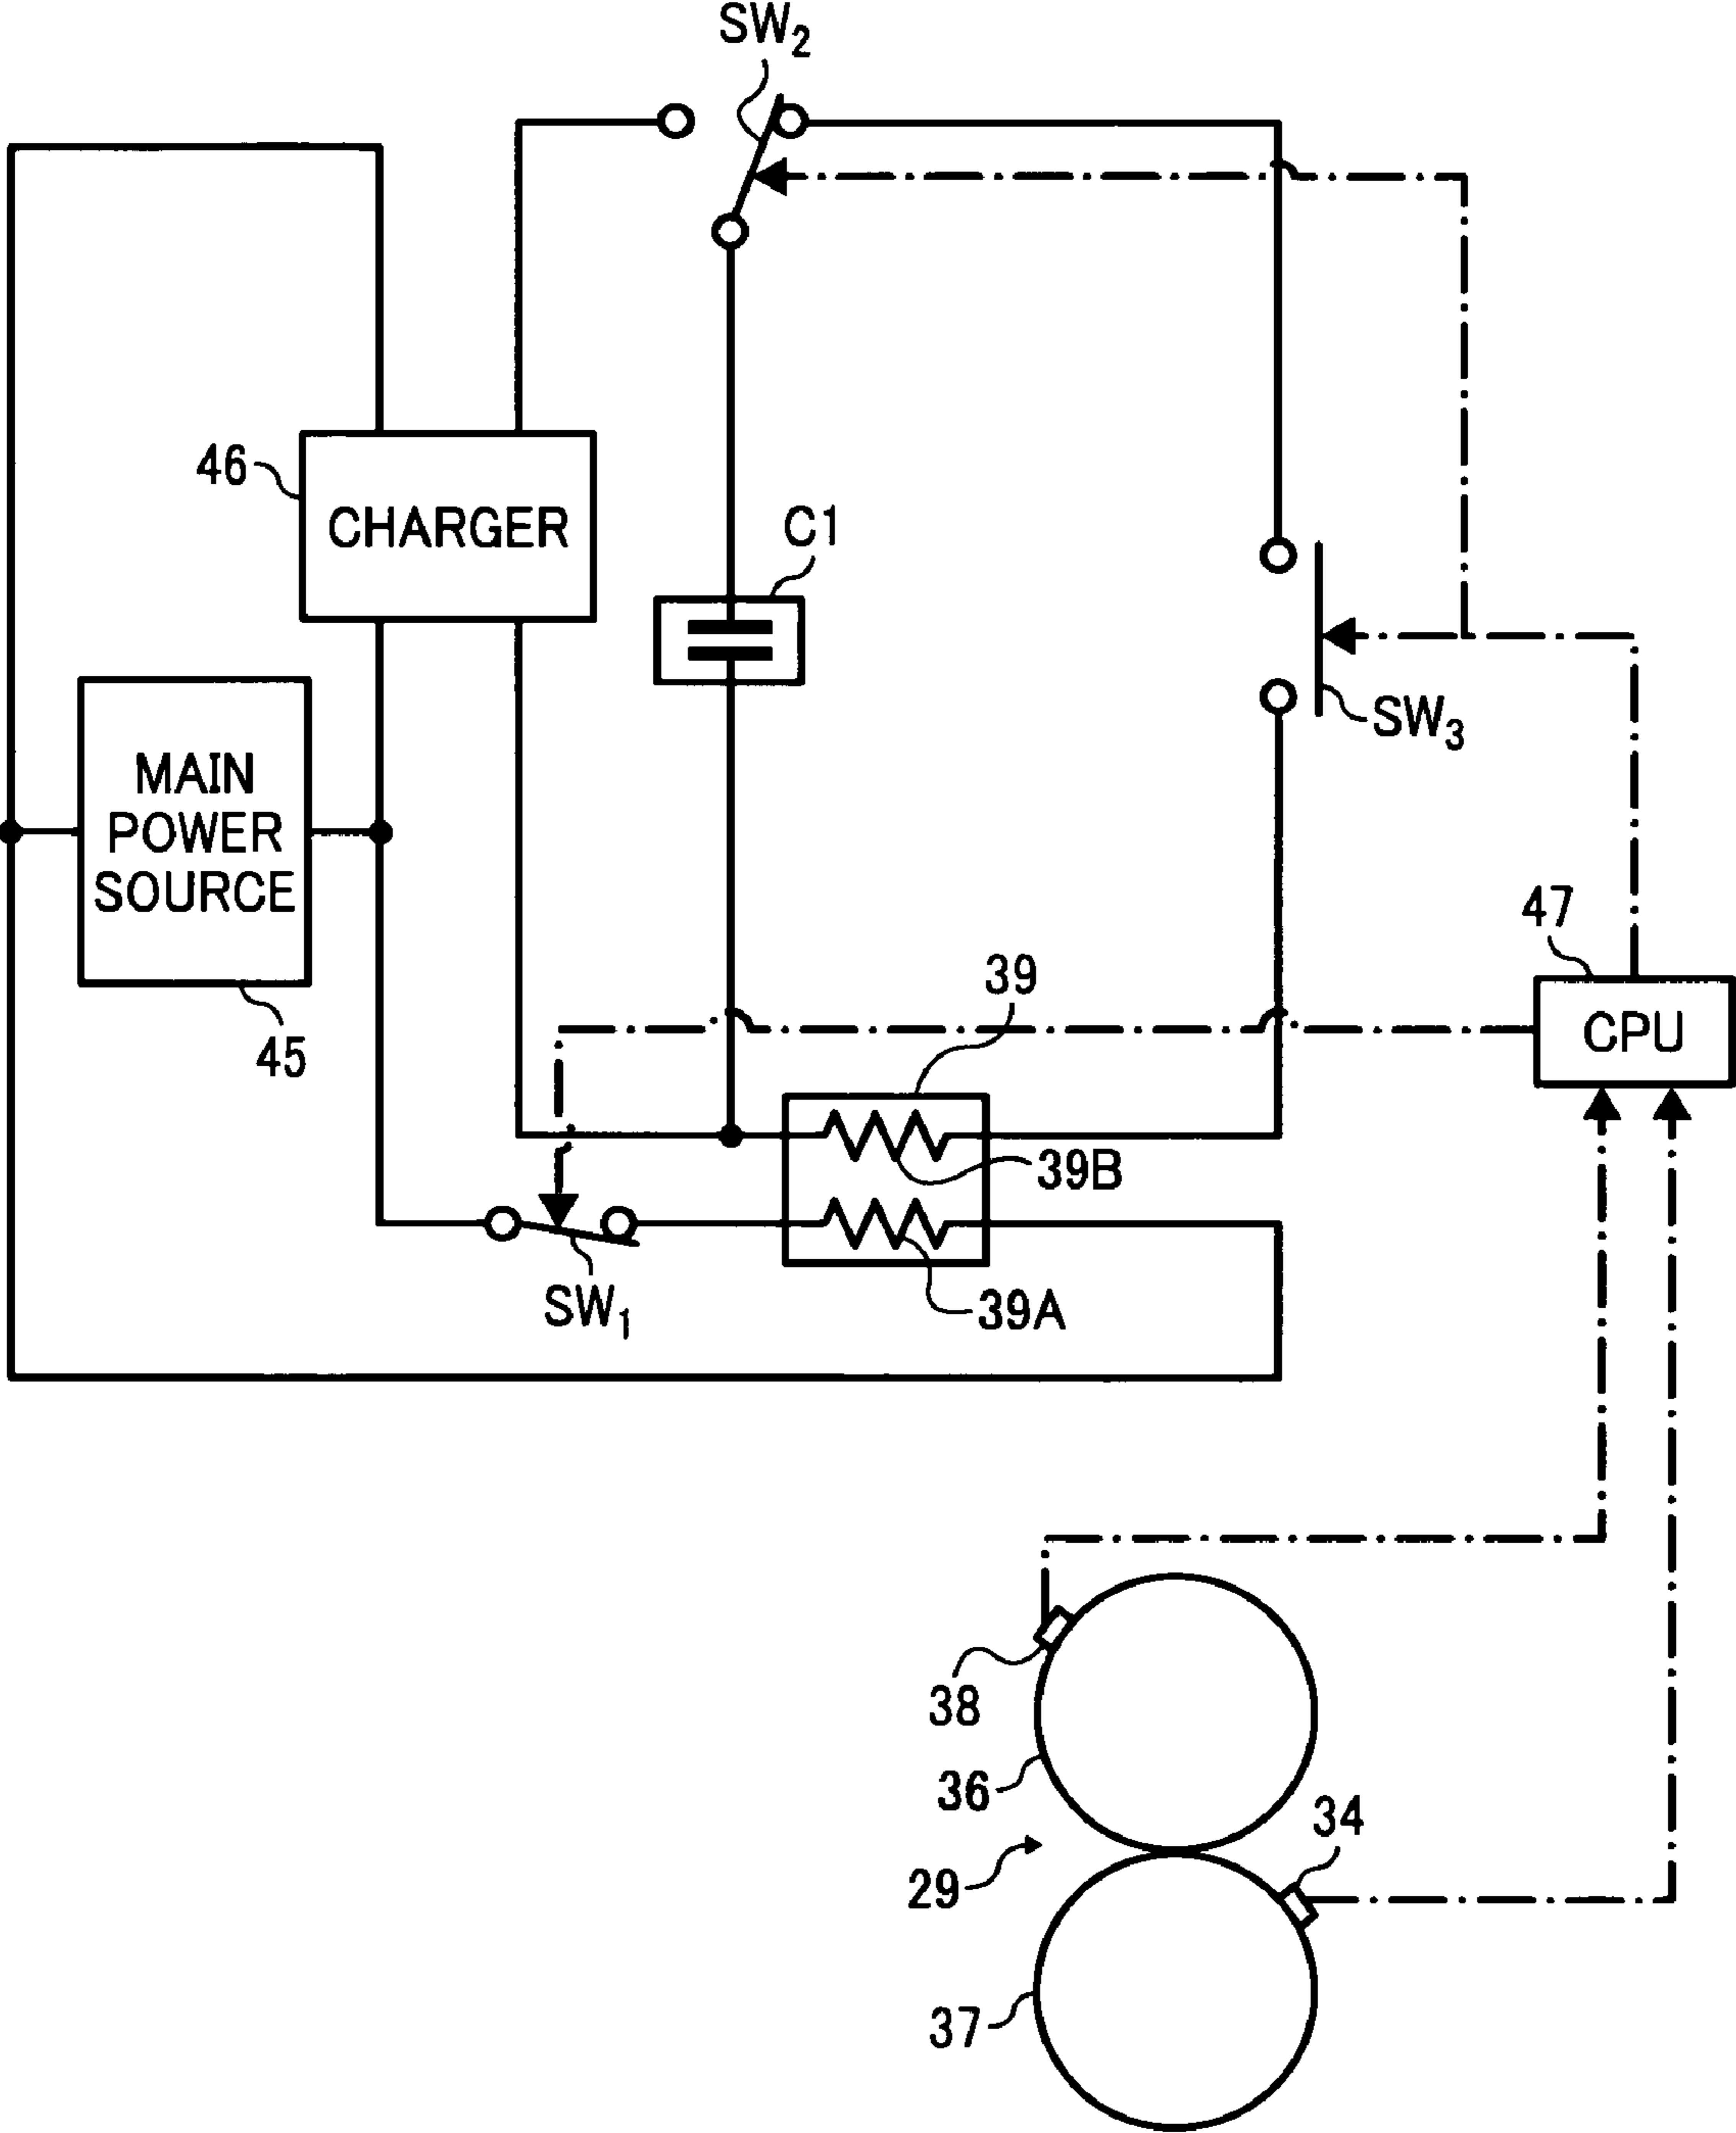 SW2
46
CHARGER
C1
MAIN
POWER
SOURCE
SW3
47
39
CPU
45
39B
SW1
39A
38
36
34
29
37